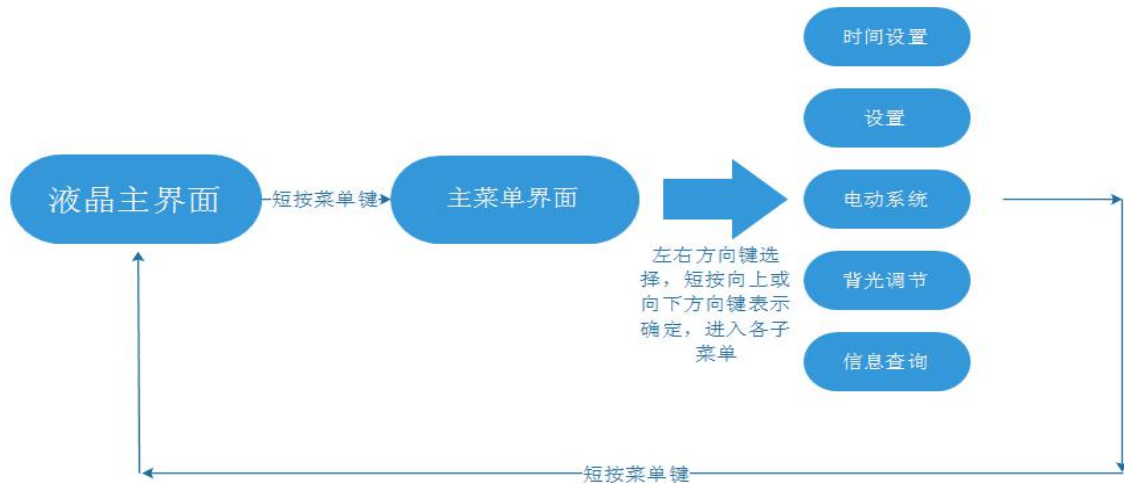 液晶主界面
短按菜单键
主菜单界面
左右方向键选
择，短按向上或
向下方向键表示
确定，进入各子
菜单
时间设置
设置
电动系统
背光调节
信息查询
短按菜单键